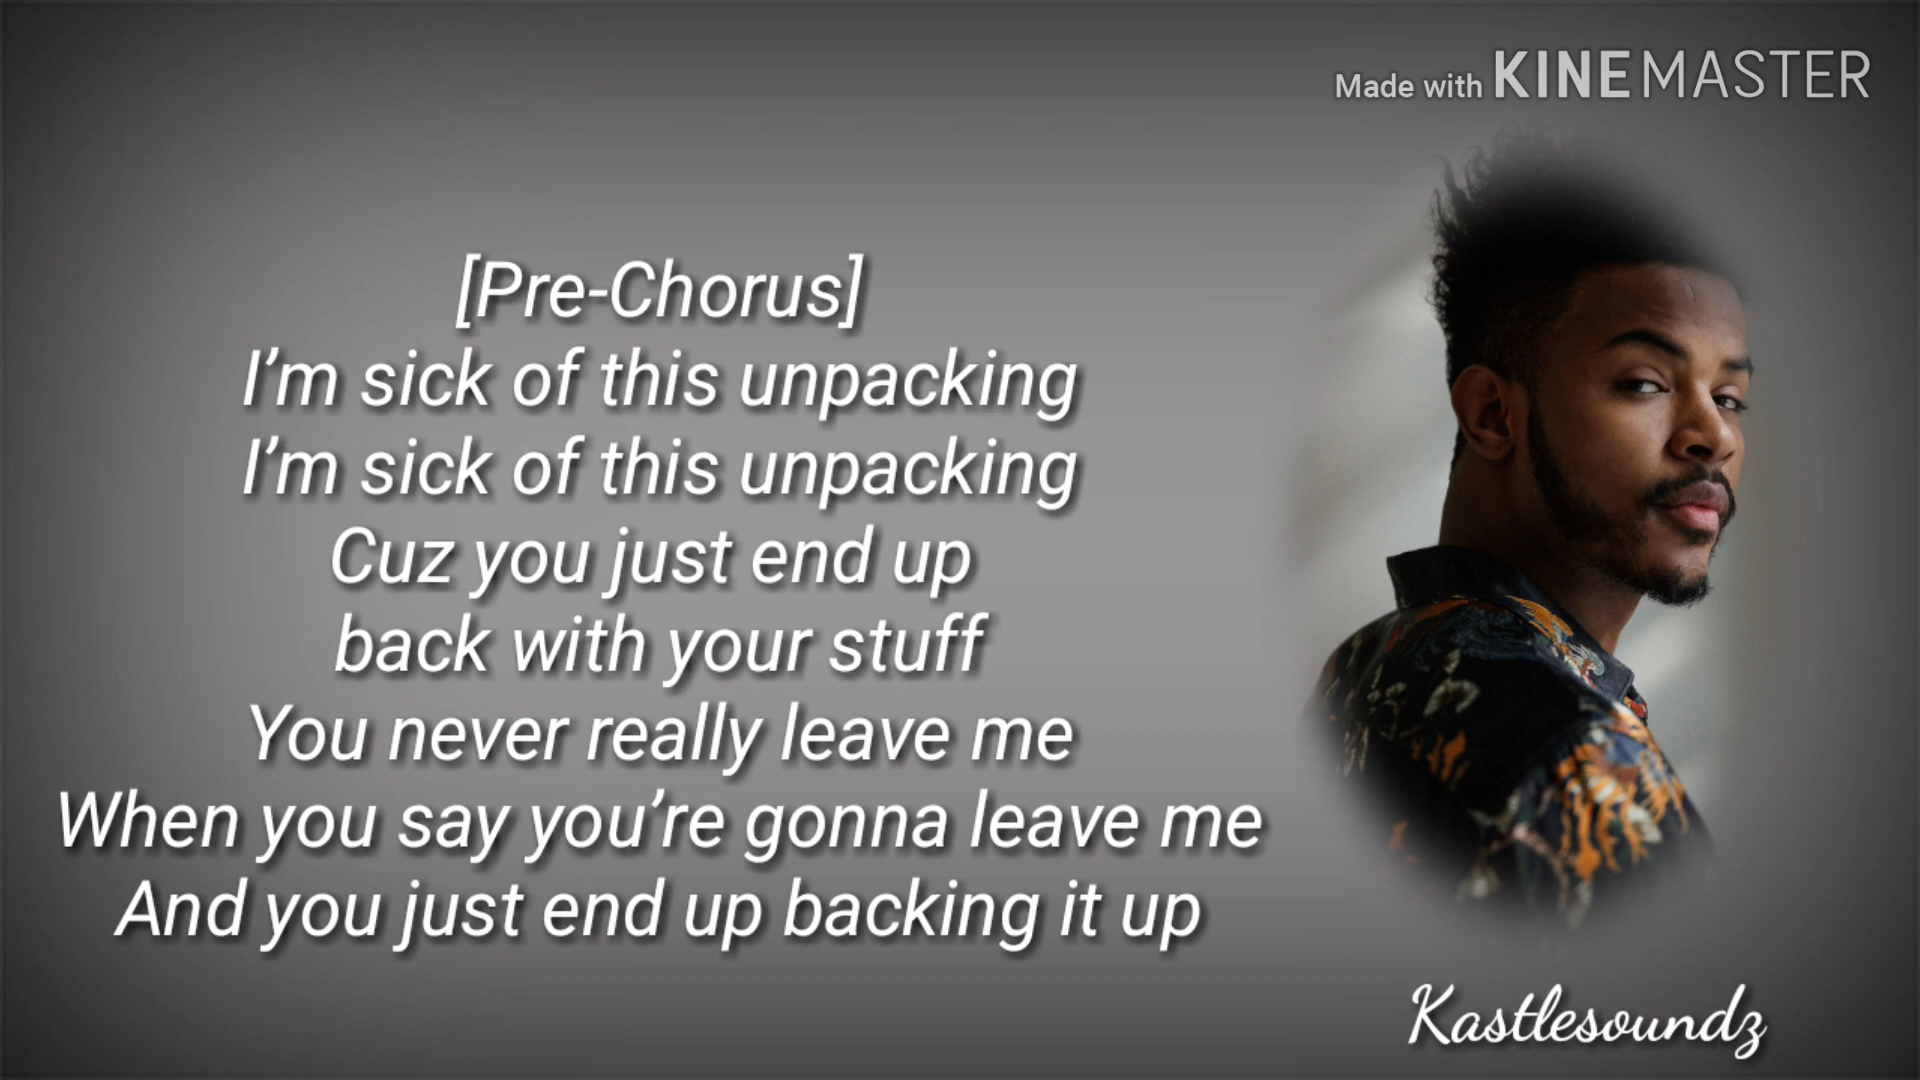 Made with KINEMASTER
[Pre-Chorus]
I’m sick of this unpacking
I’m sick of this unpacking
Cuz you just end up
back with your stuff
You never really leave me
When you say you’re gonna leave me
And you just end up backing it up
Kastlesoundz